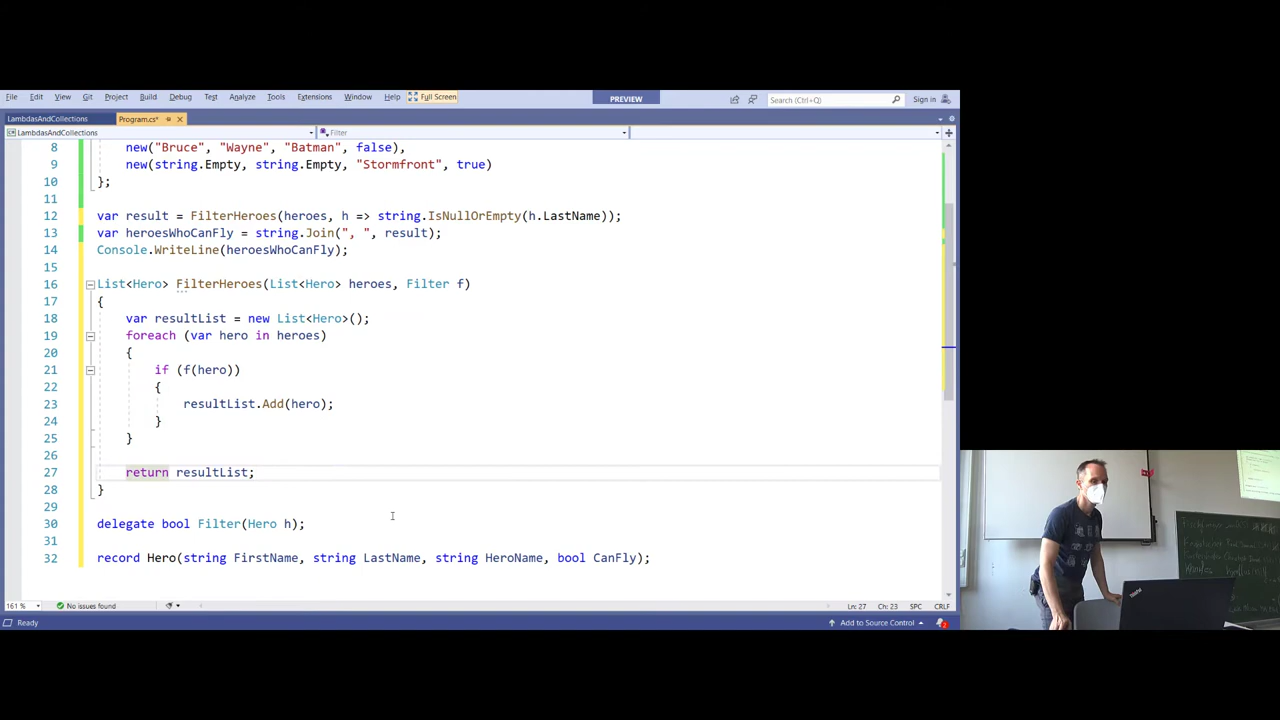 File Edit View Git Project Build Debug Test Analyze Tools Extensions Window Help Full Screen PREVIEW Search (Ctrl+Q) Sign in
LambdasAndCollections Program.cs*
LambdasAndCollections Filter
8 new("Bruce", "Wayne", "Batman", false),
9 new(string.Empty, string.Empty, "Stormfront", true)
10 };
11
12 var result = FilterHeroes(heroes, h => string.IsNullOrEmpty(h.LastName));
13 var heroesWhoCanFly = string.Join(", ", result);
14 Console.WriteLine(heroesWhoCanFly);
15
16 List<Hero> FilterHeroes(List<Hero> heroes, Filter f)
17 {
18 var resultList = new List<Hero>();
19 foreach (var hero in heroes)
20 {
21 if (f(hero))
22 {
23 resultList.Add(hero);
24 }
25 }
26
27 return resultList;
28 }
29
30 delegate bool Filter(Hero h);
31
32 record Hero(string FirstName, string LastName, string HeroName, bool CanFly);
161 % No issues found Ln: 27 Ch: 23 SPC CRLF
Ready Add to Source Control 2